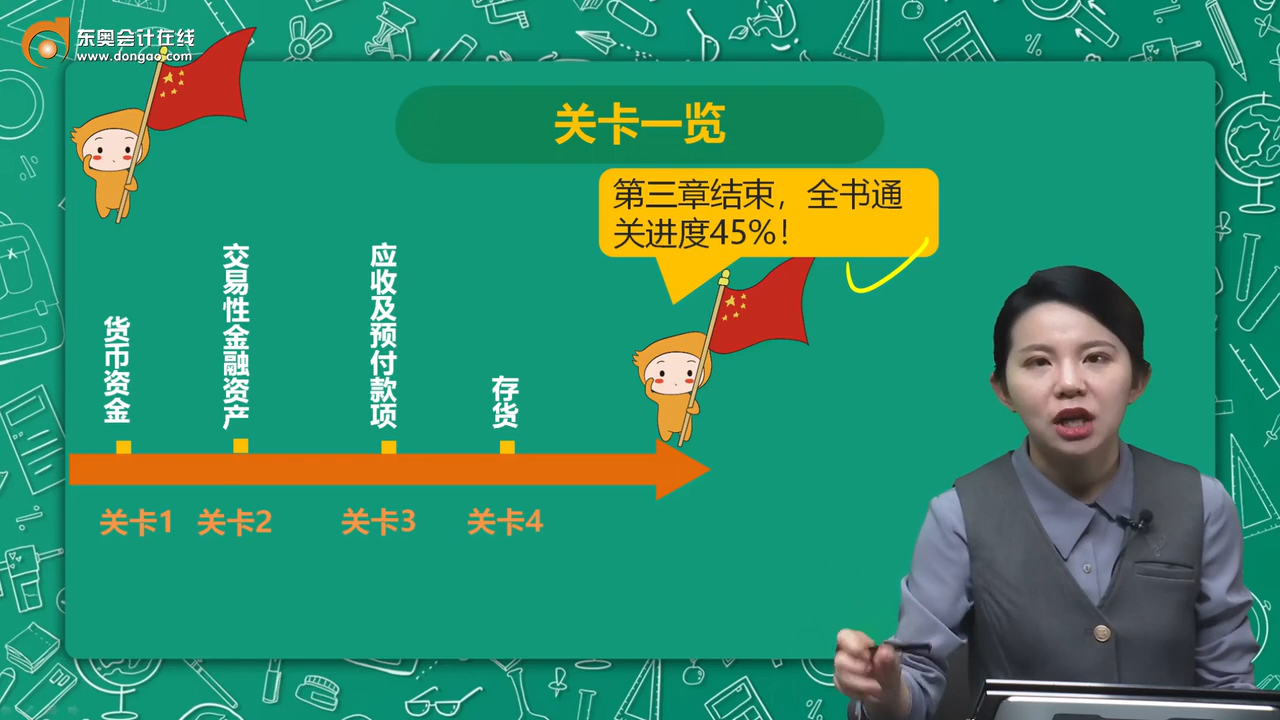 东奥会计在线
www.dongao.com
关卡一览
第三章结束，全书通
关进度45%！
货币资金
交易性金融资产
应收及预付款项
存货
关卡1
关卡2
关卡3
关卡4